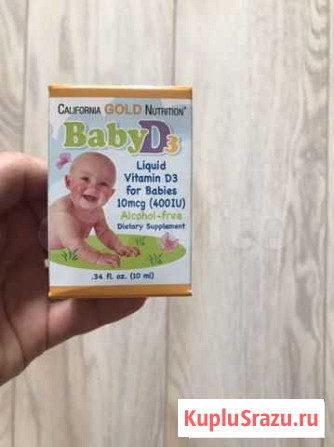 CALIFORNIA GOLD NUTRITION®
BabyD3
Liquid
Vitamin D3
for Babies
10mcg (400IU)
Alcohol-free
Dietary Supplement
.34 fl. oz. (10 ml)
KupluSrazu.ru